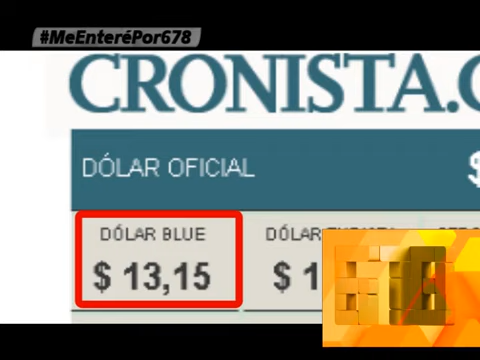 #MeEnteréPor678
CRONISTA.C
DÓLAR OFICIAL
$
DÓLAR BLUE
DÓLAR
$ 13,15
$ 1